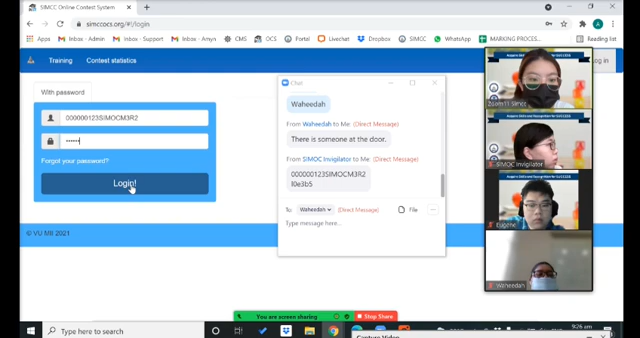 SIMCC Online Contest System
simccocs.org/#!/login
Apps
Inbox - Admin
Inbox - Support
Inbox - Amyn
CMS
OCS
Portal
Livechat
Dropbox
SIMCC
WhatsApp
MARKING PROCESS...
Reading list
Training
Contest statistics
Log in
With password
000000123SIMOCM3R2
••••••
Forgot your password?
Login!
© VU MII 2021
Chat
Waheedah
From Waheedah to Me: (Direct Message)
There is someone at the door.
From SIMOC Invigilator to Me: (Direct Message)
000000123SIMOCM3R2
l0e3b5
To: Waheedah (Direct Message)
File
Type message here...
SIMOC Invigilator
Eugene
Waheedah
You are screen sharing
Stop Share
Type here to search
9:26 am
Capture Video